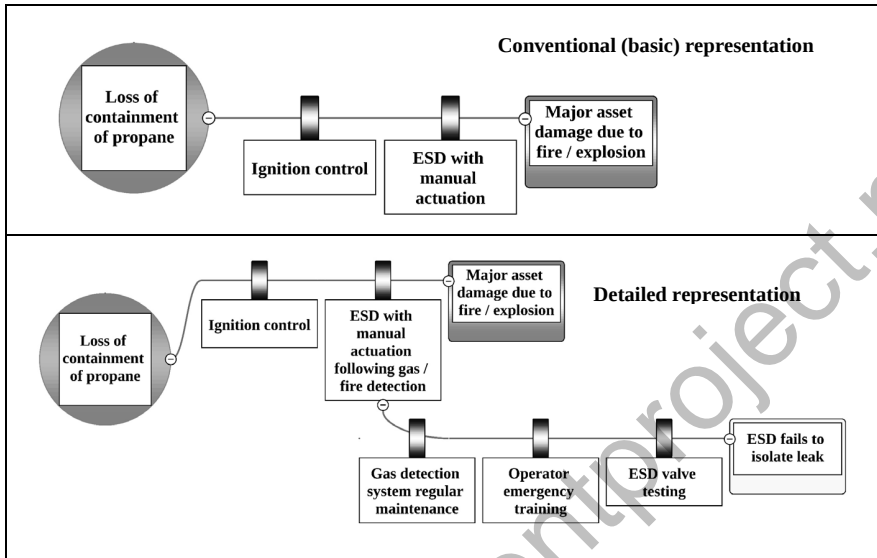 Conventional (basic) representation
Loss of
containment
of propane
Ignition control
ESD with
manual
actuation
Major asset
damage due to
fire / explosion
Detailed representation
Loss of
containment
of propane
Ignition control
ESD with
manual
actuation
following gas /
fire detection
Major asset
damage due to
fire / explosion
Gas detection
system regular
maintenance
Operator
emergency
training
ESD valve
testing
ESD fails to
isolate leak